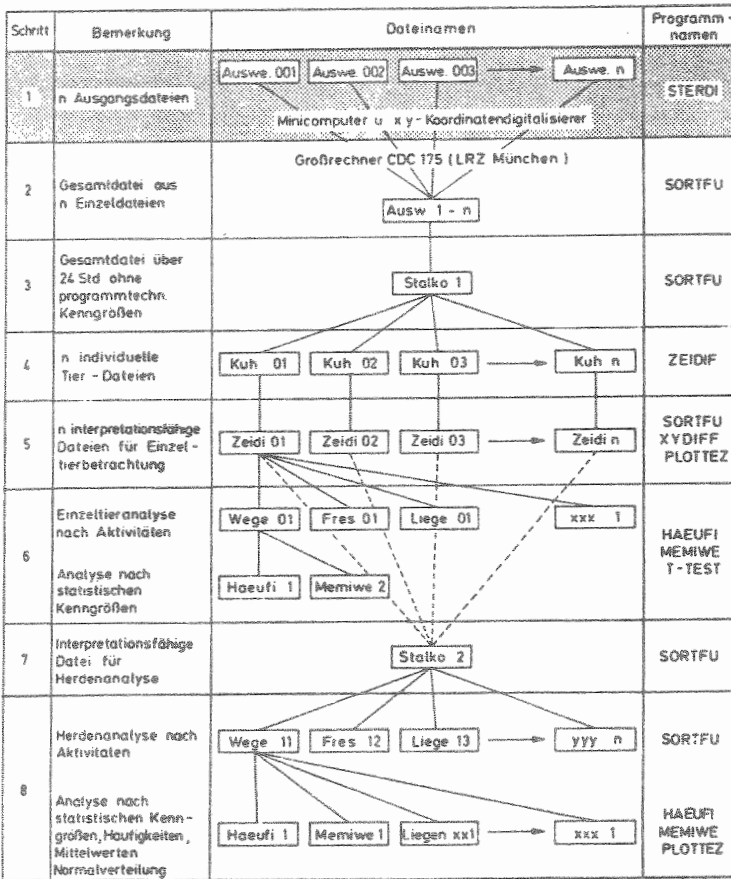 Schritt Bemerkung Dateinamen Programm-
namen
1 n Ausgangsdateien
Auswe. 001 Auswe. 002 Auswe. 003 Auswe. n
STERDI
Minicomputer u xy-Koordinatendigitalisierer
Großrechner CDC 175 (LRZ München)
2
Gesamtdatei aus
n Einzeldateien
Ausw 1 - n
SORTFU
3
Gesamtdatei über
24 Std ohne
programmtechn.
Kenngrößen
Stalko 1
SORTFU
4
n individuelle
Tier - Dateien
Kuh 01 Kuh 02 Kuh 03 Kuh n
ZEIDIF
5
n interpretationsfähige
Dateien für Einzel-
tierbetrachtung
Zeidi 01 Zeidi 02 Zeidi 03 Zeidi n
SORTFU
XYDIFF
PLOTTEZ
6
Einzeltieranalyse
nach Aktivitäten
Wege 01 Fres 01 Liege 01 xxx 1
Analyse nach
statistischen
Kenngrößen
Haeufi 1 Memiwe 2
HAEUFI
MEMIWE
T-TEST
7
Interpretationsfähige
Datei für
Herdenanalyse
Stalko 2
SORTFU
8
Herdenanalyse nach
Aktivitäten
Wege 11 Fres 12 Liege 13 yyy n
SORTFU
Analyse nach
statistischen Kenn-
größen, Haufigkeiten,
Mittelwerten
Normalverteilung
Haeufi 1 Memiwe 1 Liegen xx1 xxx 1
HAEUFI
MEMIWE
PLOTTEZ